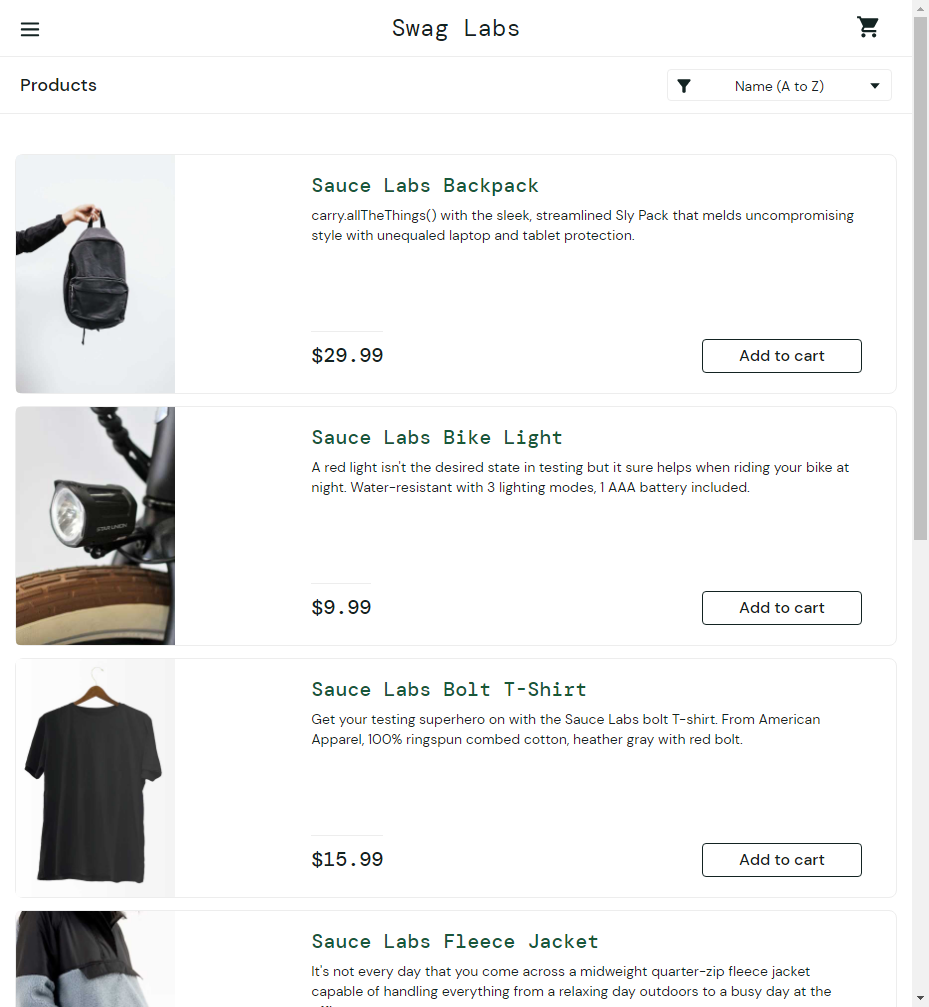 Swag Labs
Products
Name (A to Z)
Sauce Labs Backpack
carry.allTheThings() with the sleek, streamlined Sly Pack that melds uncompromising
style with unequaled laptop and tablet protection.
$29.99
Add to cart
Sauce Labs Bike Light
A red light isn't the desired state in testing but it sure helps when riding your bike at
night. Water-resistant with 3 lighting modes, 1 AAA battery included.
$9.99
Add to cart
Sauce Labs Bolt T-Shirt
Get your testing superhero on with the Sauce Labs bolt T-shirt. From American
Apparel, 100% ringspun combed cotton, heather gray with red bolt.
$15.99
Add to cart
Sauce Labs Fleece Jacket
It's not every day that you come across a midweight quarter-zip fleece jacket
capable of handling everything from a relaxing day outdoors to a busy day at the